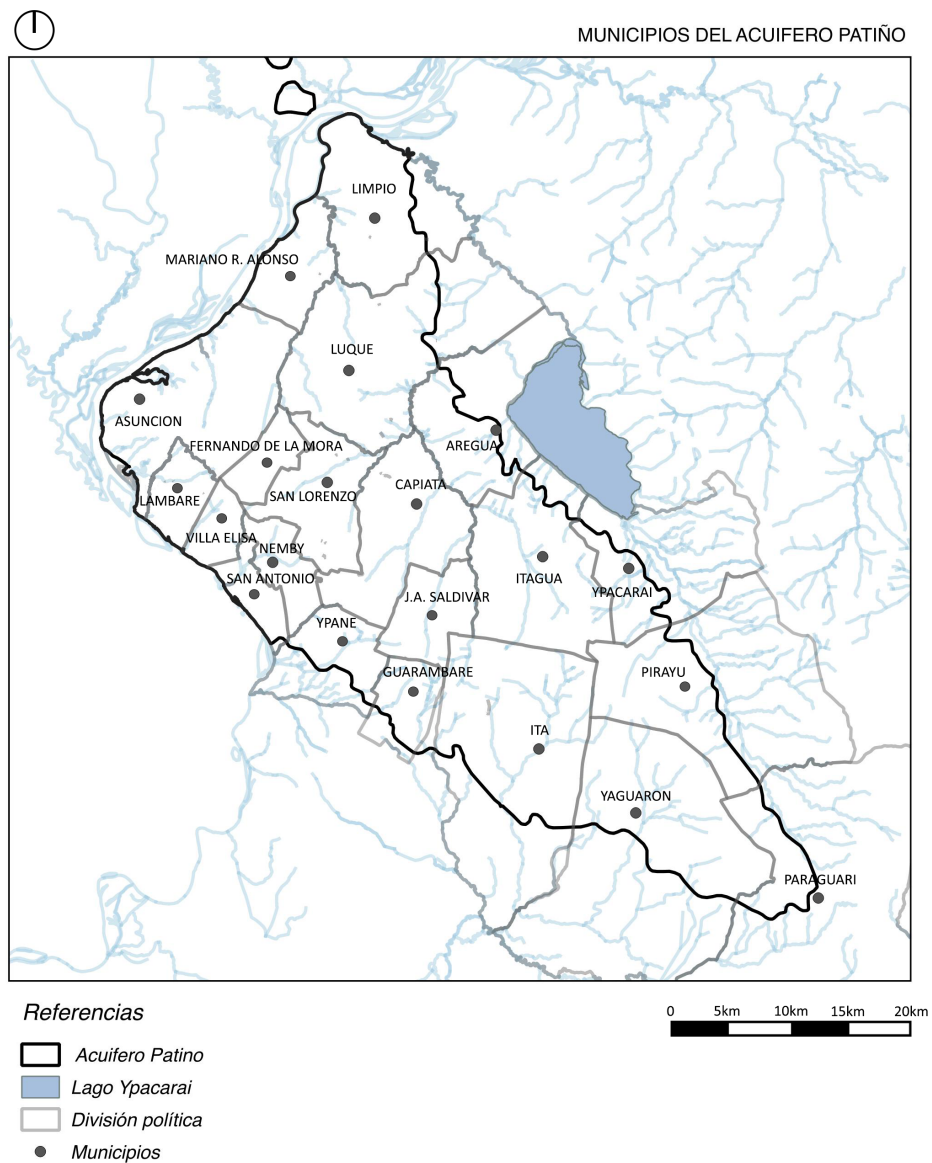 MUNICIPIOS DEL ACUIFERO PATIÑO
LIMPIO
MARIANO R. ALONSO
LUQUE
ASUNCION
FERNANDO DE LA MORA
AREGUA
CAPIATA
LAMBARE
SAN LORENZO
VILLA ELISA
NEMBY
SAN ANTONIO
ITAGUA
YPACARAI
J.A. SALDIVAR
YPANE
GUARAMBARE
PIRAYU
ITA
YAGUARON
PARAGUARI
Referencias
0 5km 10km 15km 20km
Acuifero Patino
Lago Ypacarai
División política
Municipios